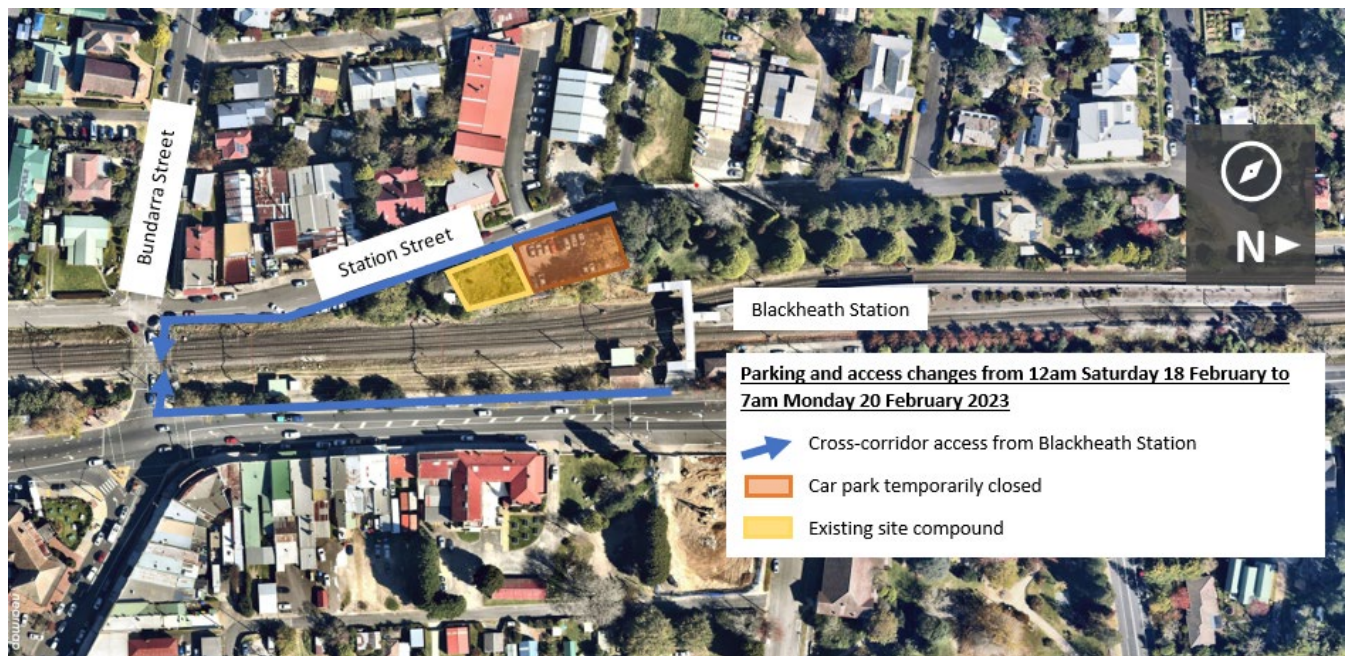 Bundarra Street
Station Street
N
Blackheath Station
Parking and access changes from 12am Saturday 18 February to
7am Monday 20 February 2023
Cross-corridor access from Blackheath Station
Car park temporarily closed
Existing site compound
nearmap